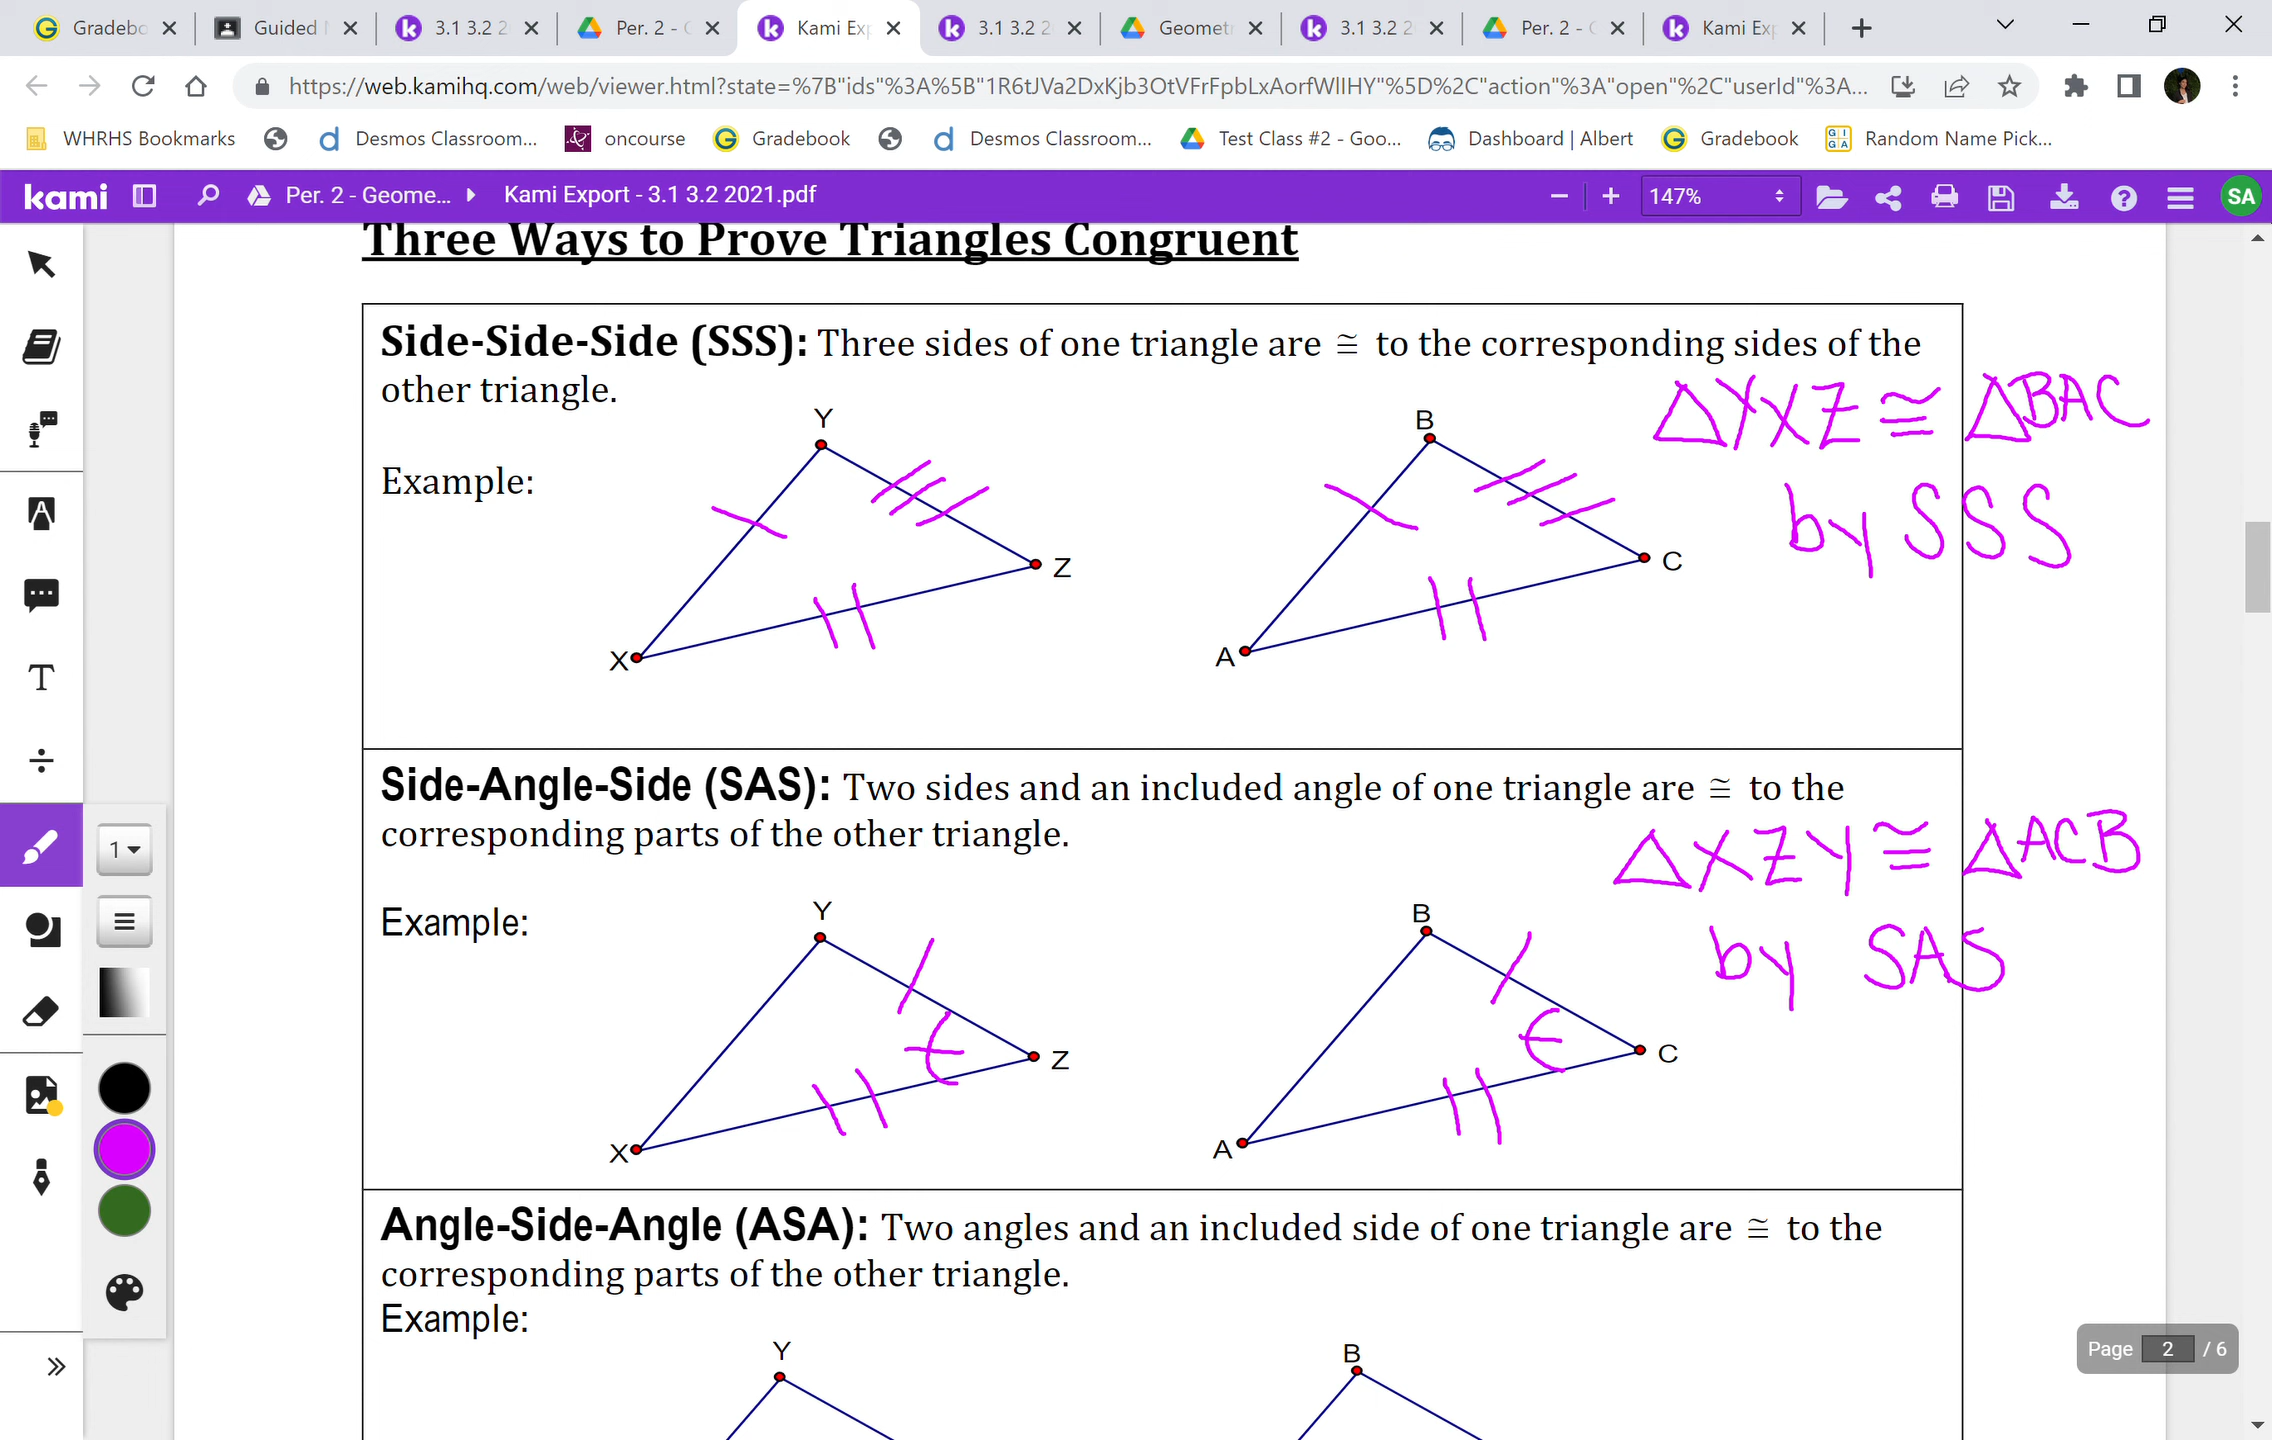 Gradebo
Guided
3.1 3.2 2
Per. 2 -
Kami Exp
3.1 3.2 2
Geomet
3.1 3.2 2
Per. 2 -
Kami Exp
https://web.kamihq.com/web/viewer.html?state=%7B"ids"%3A%5B"1R6tJVa2DxKjb3OtVFrFpbLxAorfWlIHY"%5D%2C"action"%3A"open"%2C"userId"%3A...
WHRHS Bookmarks
Desmos Classroom...
oncourse
Gradebook
Desmos Classroom...
Test Class #2 - Goo...
Dashboard | Albert
Gradebook
Random Name Pick...
kami
Per. 2 - Geome...
Kami Export - 3.1 3.2 2021.pdf
147%
SA
Three Ways to Prove Triangles Congruent
Side-Side-Side (SSS): Three sides of one triangle are ≅ to the corresponding sides of the
other triangle.
ΔYXZ ≅ ΔBAC
by SSS
Example:
Y
Z
X
B
C
A
Side-Angle-Side (SAS): Two sides and an included angle of one triangle are ≅ to the
corresponding parts of the other triangle.
ΔXZY ≅ ΔACB
by SAS
Example:
Y
Z
X
B
C
A
Angle-Side-Angle (ASA): Two angles and an included side of one triangle are ≅ to the
corresponding parts of the other triangle.
Example:
Y
B
T
1
Page 2 / 6